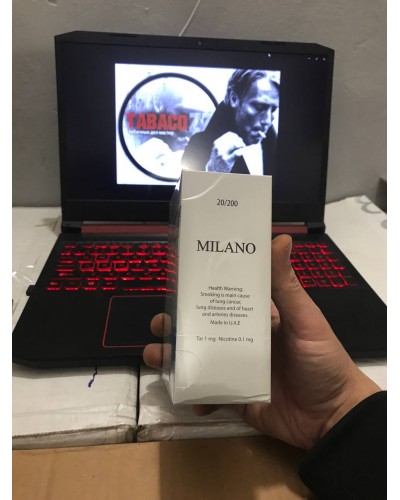 TABACO
20/200
MILANO
Health Warning:
Smoking is main cause
of lung cancer,
lung diseases and of heart
and arteries diseases.
Made in U.A.E
Tar 1 mg Nicotine 0.1 mg